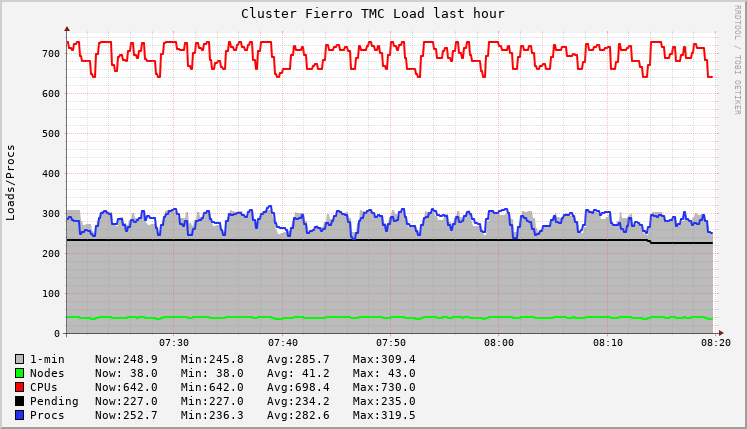 Cluster Fierro TMC Load last hour
RRDTOOL / TOBI OETIKER
Loads/Procs
700
600
500
400
300
200
100
0
07:30 07:40 07:50 08:00 08:10 08:20
1-min Now:248.9 Min:245.8 Avg:285.7 Max:309.4
Nodes Now: 38.0 Min: 38.0 Avg: 41.2 Max: 43.0
CPUs Now:642.0 Min:642.0 Avg:698.4 Max:730.0
Pending Now:227.0 Min:227.0 Avg:234.2 Max:235.0
Procs Now:252.7 Min:236.3 Avg:282.6 Max:319.5